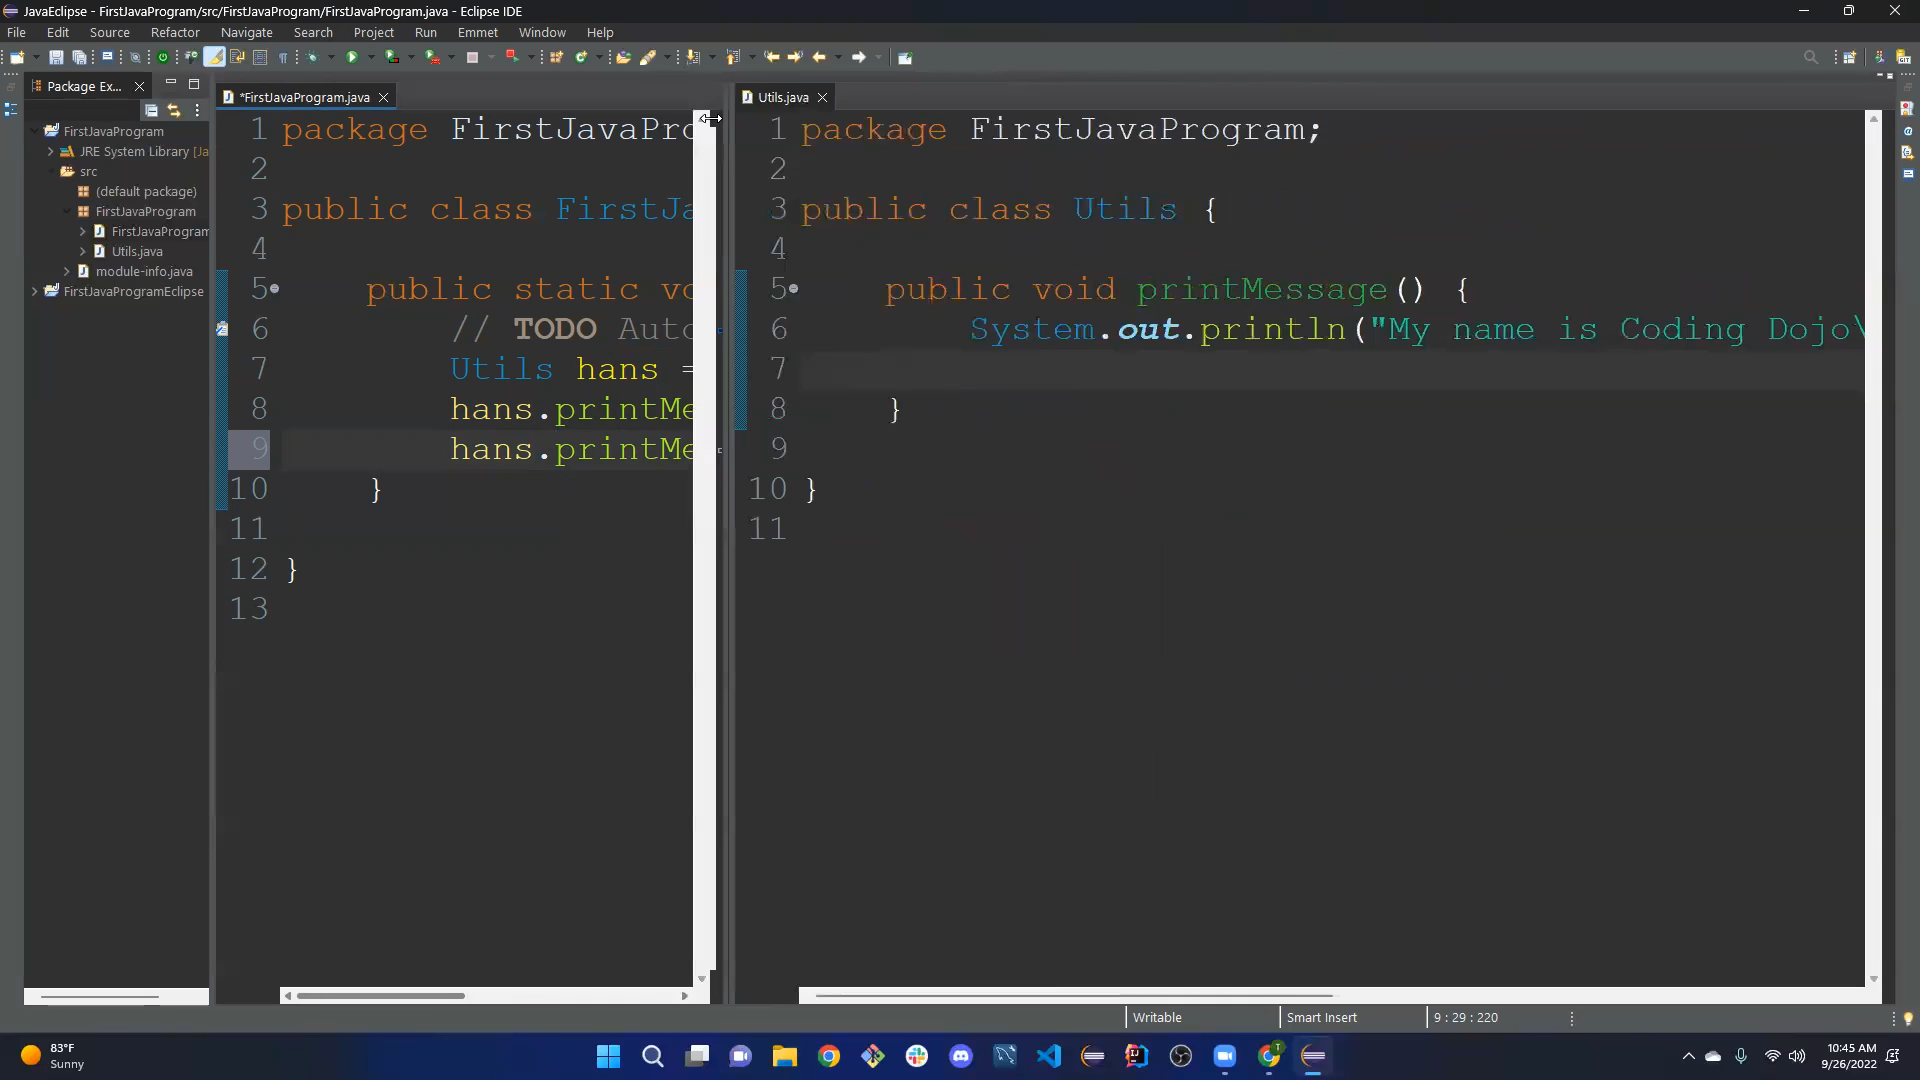 JavaEclipse - FirstJavaProgram/src/FirstJavaProgram/FirstJavaProgram.java - Eclipse IDE
File Edit Source Refactor Navigate Search Project Run Emmet Window Help
Package Ex...
FirstJavaProgram
JRE System Library [Ja
src
(default package)
FirstJavaProgram
FirstJavaProgram
Utils.java
module-info.java
FirstJavaProgramEclipse
*FirstJavaProgram.java
1 package FirstJavaPro
2
3 public class FirstJa
4
5 public static vo
6 // TODO Auto
7 Utils hans =
8 hans.printMe
9 hans.printMe
10 }
11
12 }
13
Utils.java
1 package FirstJavaProgram;
2
3 public class Utils {
4
5 public void printMessage() {
6 System.out.println("My name is Coding Dojo\
7
8 }
9
10 }
11
Writable Smart Insert 9 : 29 : 220
83°F
Sunny
10:45 AM
9/26/2022